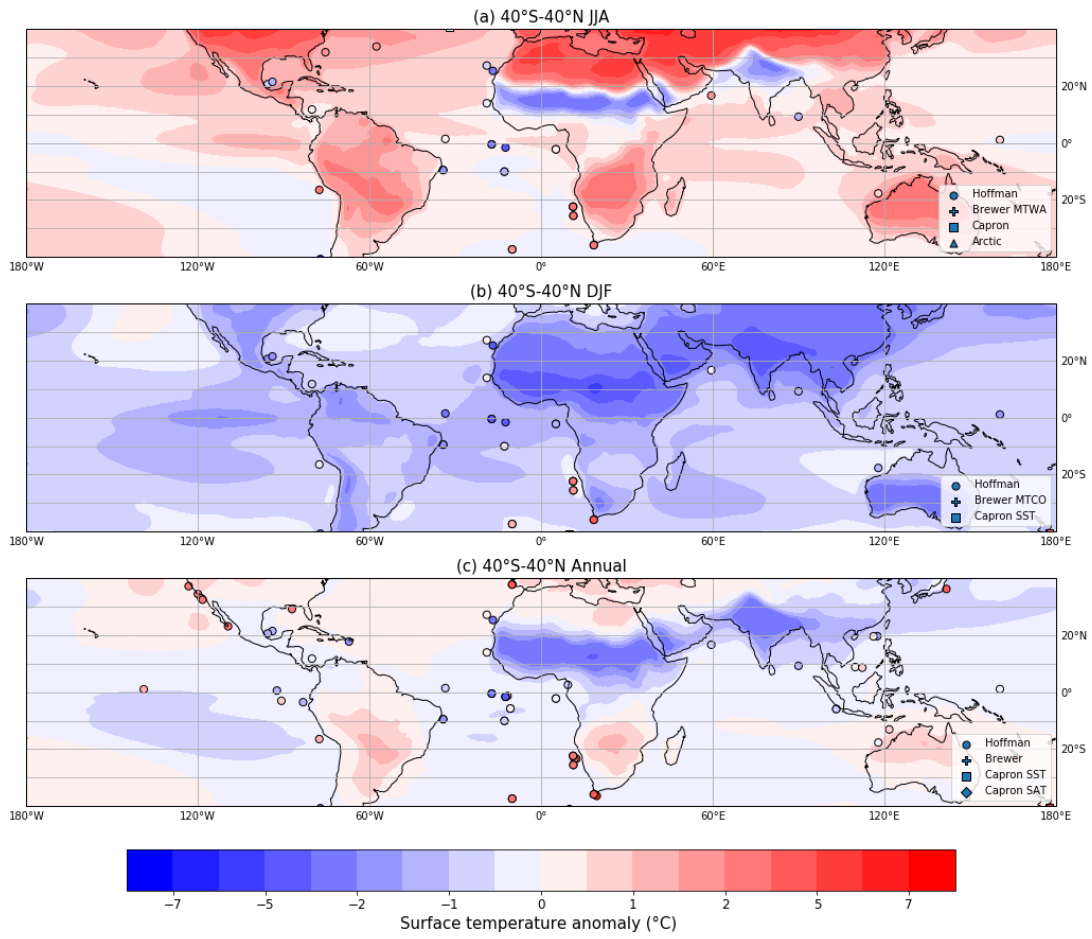 (a) 40°S-40°N JJA
20°N
0°
20°S
Hoffman
Brewer MTWA
Capron
Arctic
180°W 120°W 60°W 0° 60°E 120°E 180°E
(b) 40°S-40°N DJF
20°N
0°
20°S
Hoffman
Brewer MTCO
Capron SST
180°W 120°W 60°W 0° 60°E 120°E 180°E
(c) 40°S-40°N Annual
20°N
0°
20°S
Hoffman
Brewer
Capron SST
Capron SAT
180°W 120°W 60°W 0° 60°E 120°E 180°E
−7 −5 −2 −1 0 1 2 5 7
Surface temperature anomaly (°C)